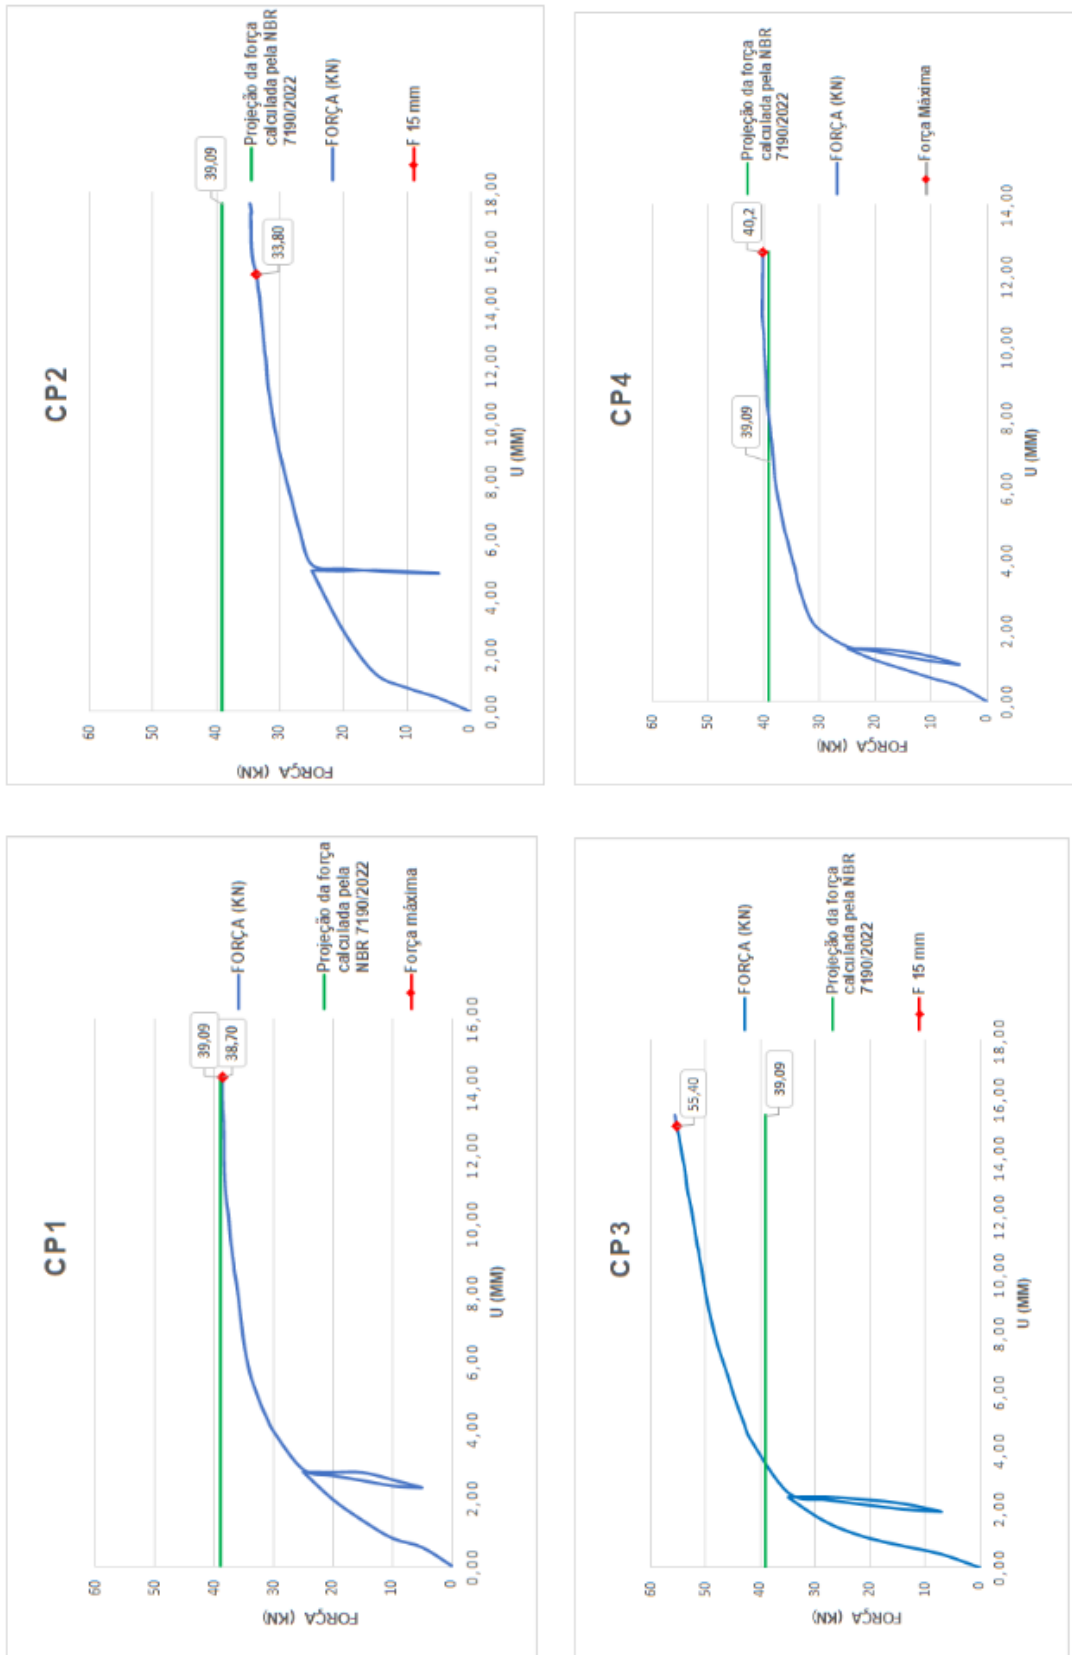 CP1
60
50
40
30
20
10
0
FORÇA (KN)
0,00
2,00
4,00
6,00
8,00
10,00
12,00
14,00
16,00
U (MM)
39,09
38,70
FORÇA (KN)
Projeção da força
calculada pela
NBR 7190/2022
Força máxima
CP2
60
50
40
30
20
10
0
FORÇA (KN)
0,00
2,00
4,00
6,00
8,00
10,00
12,00
14,00
16,00
18,00
U (MM)
39,09
33,80
Projeção da força
calculada pela NBR
7190/2022
FORÇA (KN)
F 15 mm
CP3
60
50
40
30
20
10
0
FORÇA (KN)
0,00
2,00
4,00
6,00
8,00
10,00
12,00
14,00
16,00
18,00
U (MM)
55,40
39,09
FORÇA (KN)
Projeção da força
calculada pela NBR
7190/2022
F 15 mm
CP4
60
50
40
30
20
10
0
FORÇA (KN)
0,00
2,00
4,00
6,00
8,00
10,00
12,00
14,00
U (MM)
39,09
40,2
Projeção da força
calculada pela NBR
7190/2022
FORÇA (KN)
Força Máxima